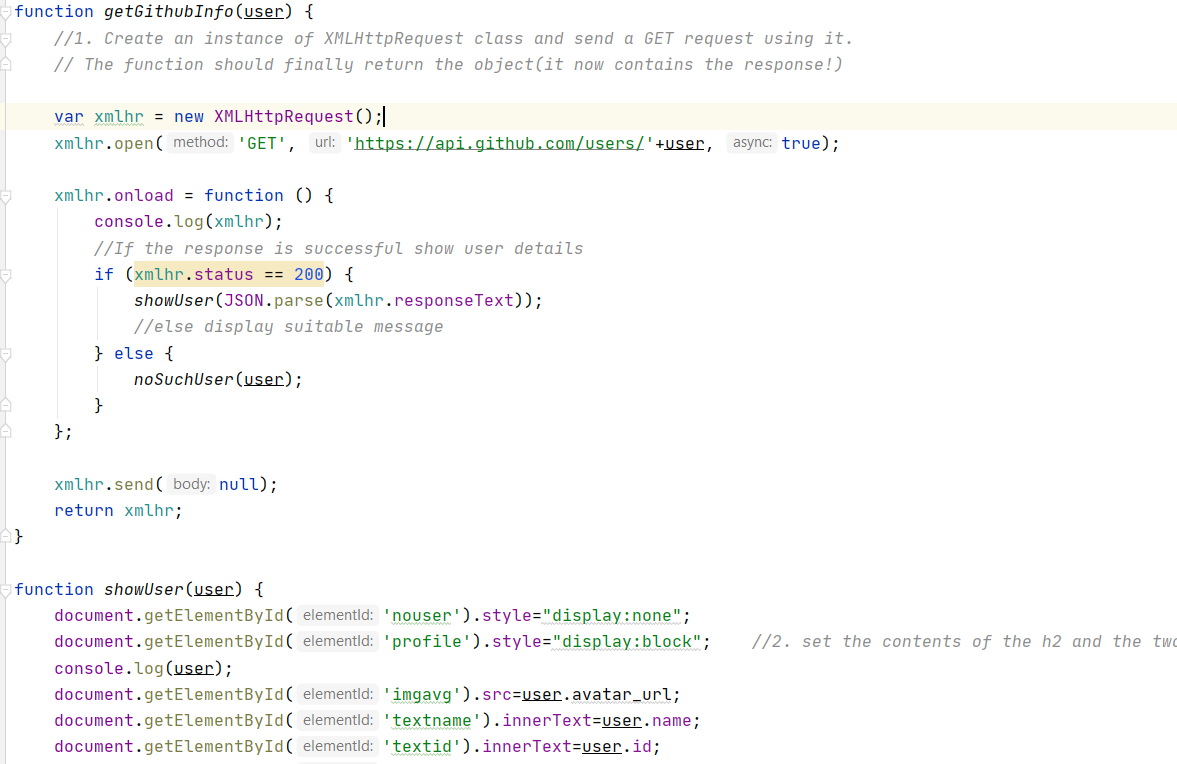 function getGithubInfo(user) {
//1. Create an instance of XMLHttpRequest class and send a GET request using it.
// The function should finally return the object(it now contains the response!)
var xmlhr = new XMLHttpRequest();
xmlhr.open( method: 'GET', url: 'https://api.github.com/users/'+user, async: true);
xmlhr.onload = function () {
console.log(xmlhr);
//If the response is successful show user details
if (xmlhr.status == 200) {
showUser(JSON.parse(xmlhr.responseText));
//else display suitable message
} else {
noSuchUser(user);
}
};
xmlhr.send( body: null);
return xmlhr;
}
function showUser(user) {
document.getElementById( elementId: 'nouser').style="display:none";
document.getElementById( elementId: 'profile').style="display:block"; //2. set the contents of the h2 and the
console.log(user);
document.getElementById( elementId: 'imgavg').src=user.avatar_url;
document.getElementById( elementId: 'textname').innerText=user.name;
document.getElementById( elementId: 'textid').innerText=user.id;